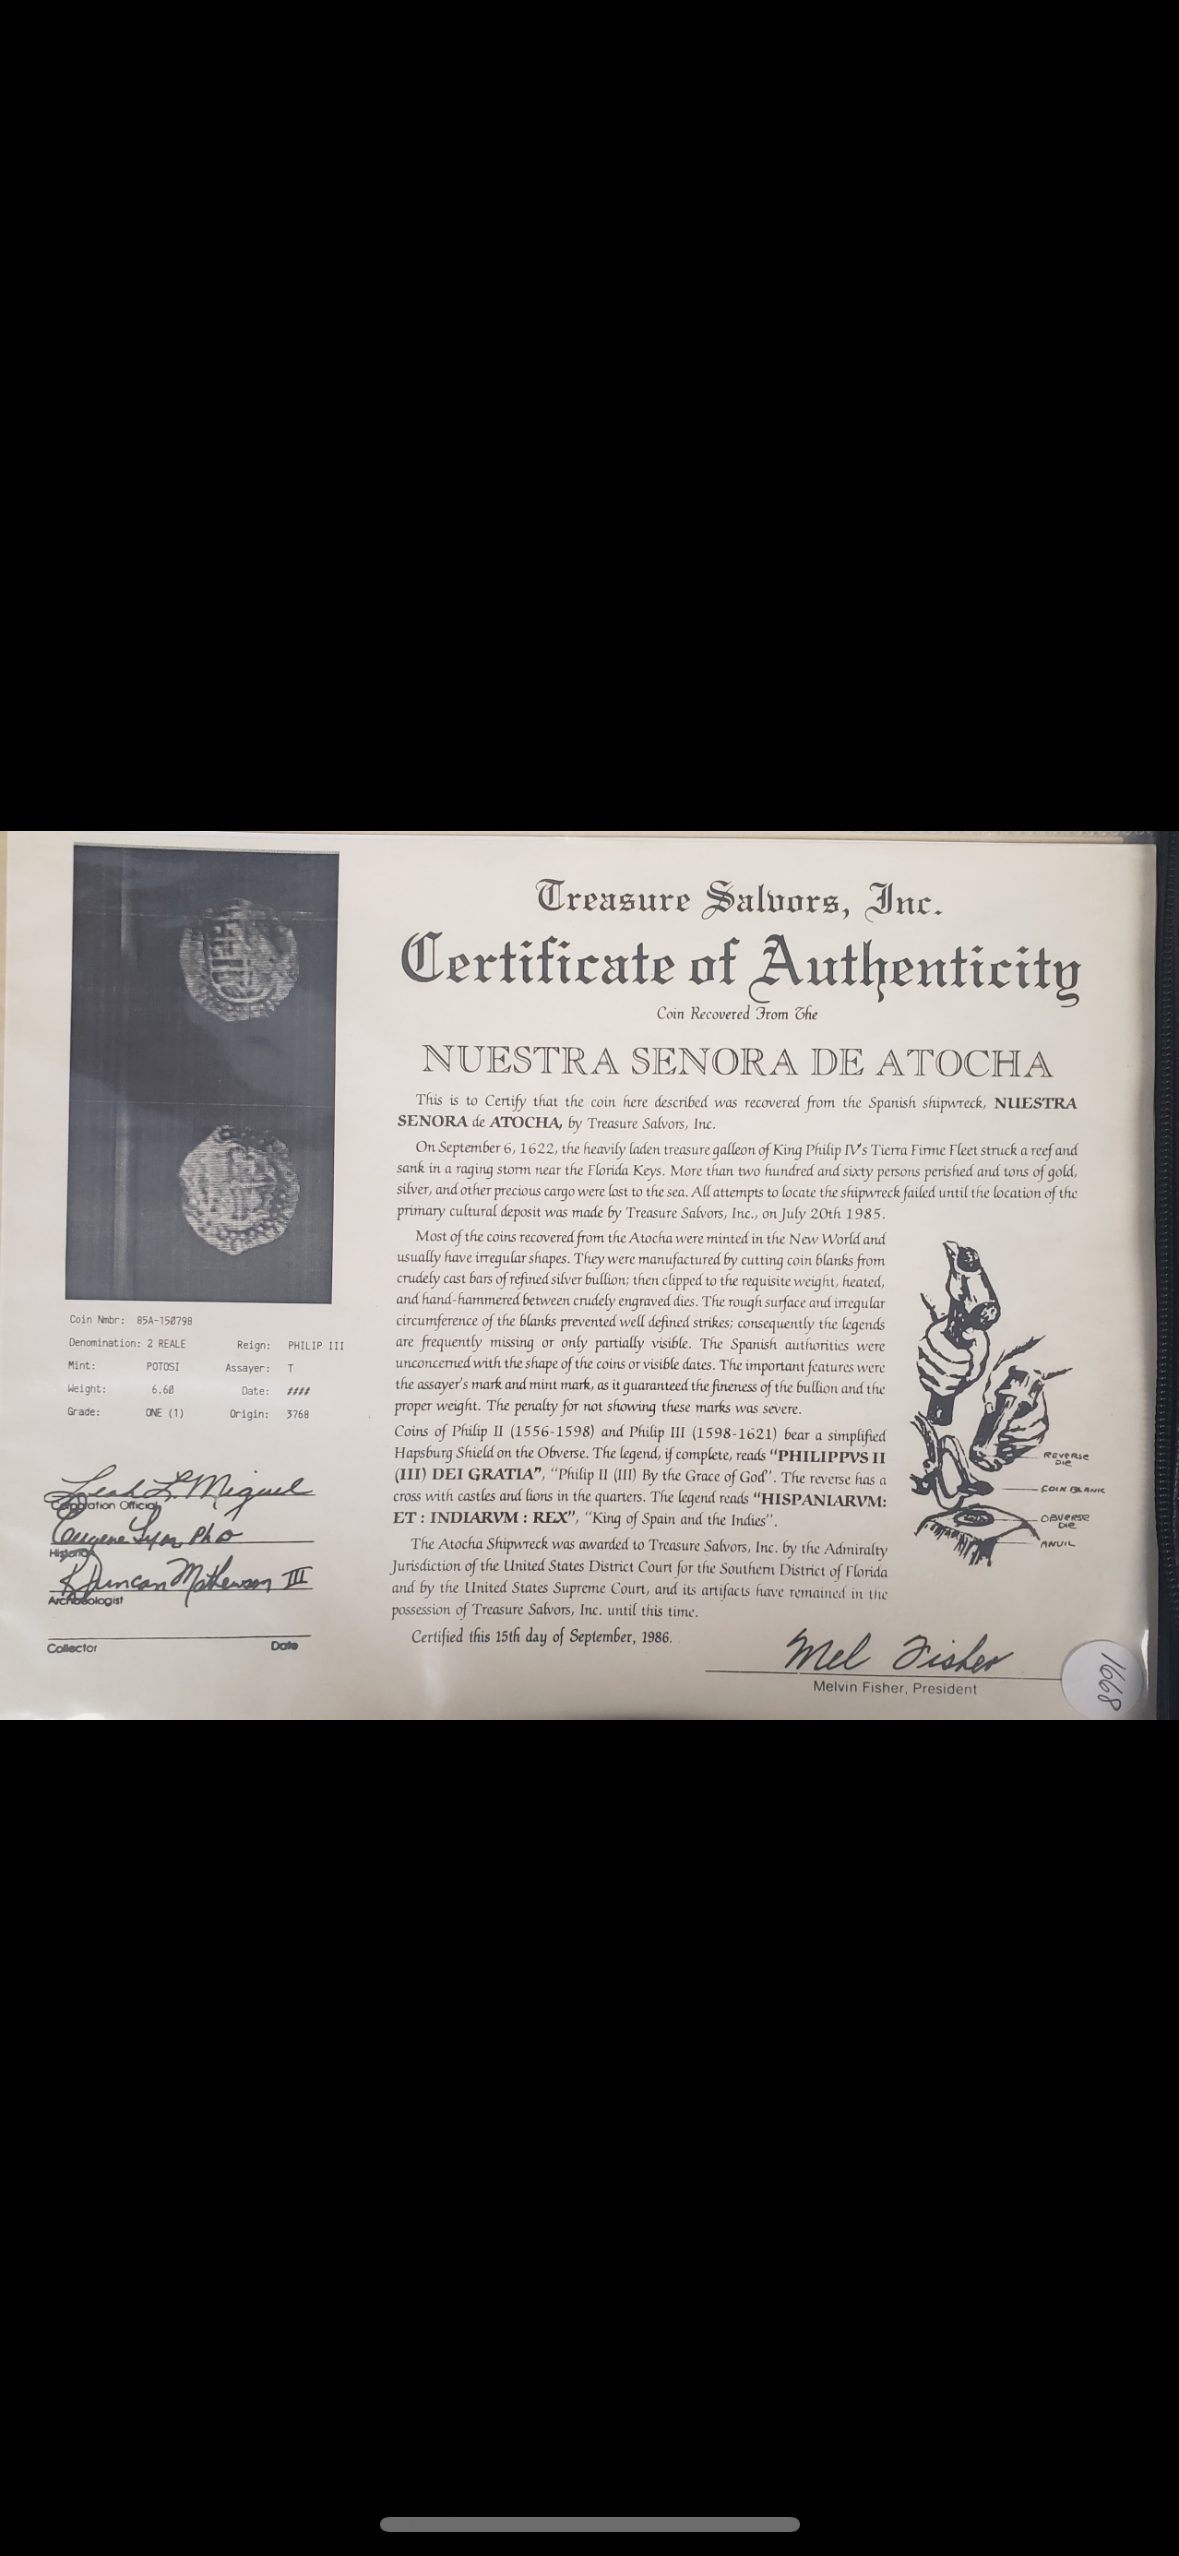 Treasure Salvors, Inc.
Certificate of Authenticity
Coin Recovered From The
NUESTRA SENORA DE ATOCHA
This is to Certify that the coin here described was recovered from the Spanish shipwreck, NUESTRA
SENORA de ATOCHA, by Treasure Salvors, Inc.
On September 6, 1622, the heavily laden treasure galleon of King Philip IV's Tierra Firme Fleet struck a reef and
sank in a raging storm near the Florida Keys. More than two hundred and sixty persons perished and tons of gold,
silver, and other precious cargo were lost to the sea. All attempts to locate the shipwreck failed until the location of the
primary cultural deposit was made by Treasure Salvors, Inc., on July 20th 1985.
Most of the coins recovered from the Atocha were minted in the New World and
usually have irregular shapes. They were manufactured by cutting coin blanks from
crudely cast bars of refined silver bullion; then clipped to the requisite weight, heated,
and hand-hammered between crudely engraved dies. The rough surface and irregular
circumference of the blanks prevented well defined strikes; consequently the legends
are frequently missing or only partially visible. The Spanish authorities were
unconcerned with the shape of the coins or visible dates. The important features were
the assayer's mark and mint mark, as it guaranteed the fineness of the bullion and the
proper weight. The penalty for not showing these marks was severe.
Coins of Philip II (1556-1598) and Philip III (1598-1621) bear a simplified
Hapsburg Shield on the Obverse. The legend, if complete, reads "PHILIPPVS II
(III) DEI GRATIA", "Philip II (III) By the Grace of God". The reverse has a
cross with castles and lions in the quarters. The legend reads "HISPANIARVM:
ET : INDIARVM : REX", "King of Spain and the Indies".
The Atocha Shipwreck was awarded to Treasure Salvors, Inc. by the Admiralty
Jurisdiction of the United States District Court for the Southern District of Florida
and by the United States Supreme Court, and its artifacts have remained in the
possession of Treasure Salvors, Inc. until this time.
Certified this 15th day of September, 1986.
Mel Fisher
Melvin Fisher, President
REVERSE
DIE
COIN BLANK
OBVERSE
DIE
ANVIL
1668
Coin Nmbr: 85A-150798
Denomination: 2 REALE Reign: PHILIP III
Mint: POTOSI Assayer: T
Weight: 6.60 Date: ####
Grade: ONE (1) Origin: 3768
Leah L. Miguel
Corporation Official
Eugene Lyon PhD
Historian
R Duncan Mathewson III
Archaeologist
Collector Date